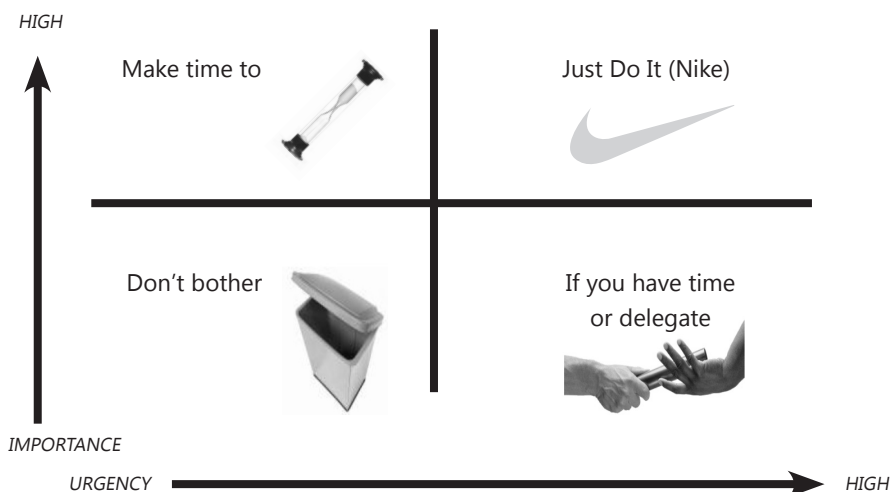 HIGH
Make time to
Just Do It (Nike)
Don't bother
If you have time
or delegate
IMPORTANCE
URGENCY
HIGH